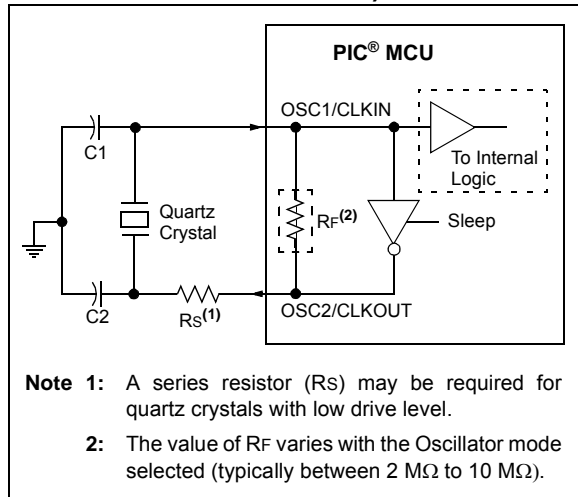 PIC® MCU
OSC1/CLKIN
C1
To Internal
Logic
Quartz
Crystal
RF(2)
Sleep
C2
RS(1)
OSC2/CLKOUT
Note 1: A series resistor (RS) may be required for
quartz crystals with low drive level.
2: The value of RF varies with the Oscillator mode
selected (typically between 2 MΩ to 10 MΩ).